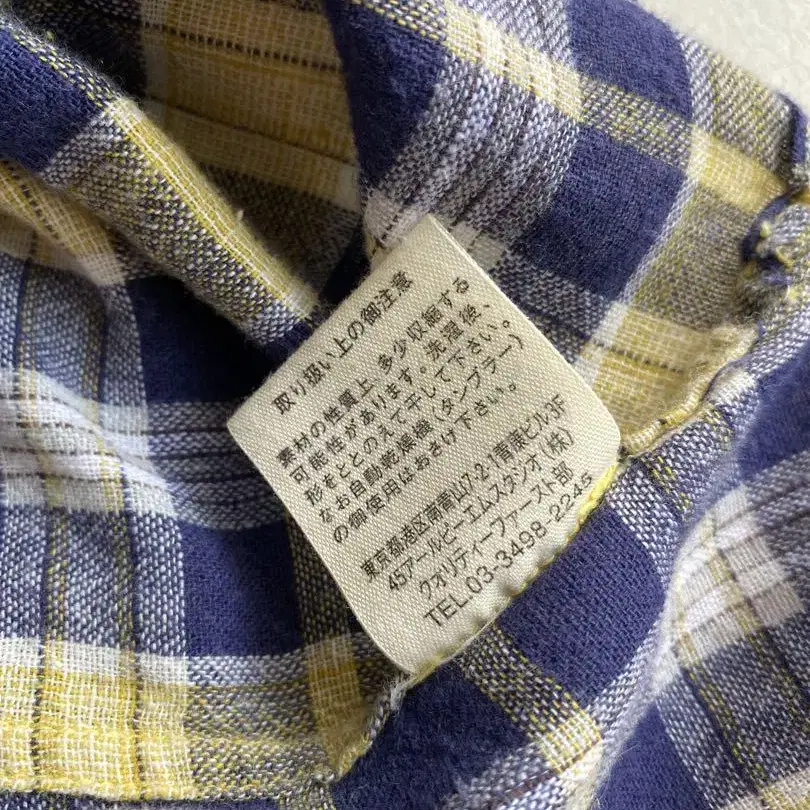 取り扱い上の御注意
素材の性質上、多少収縮する
可能性があります。洗濯後、
形をととのえて干して下さい。
なお自動乾燥機(タンブラー)
の御使用はおさけ下さい。
東京都港区南青山7-2-1青東ビル3F
45アールピーエムスタジオ(株)
クオリティーファースト部
TEL.03-3498-2245